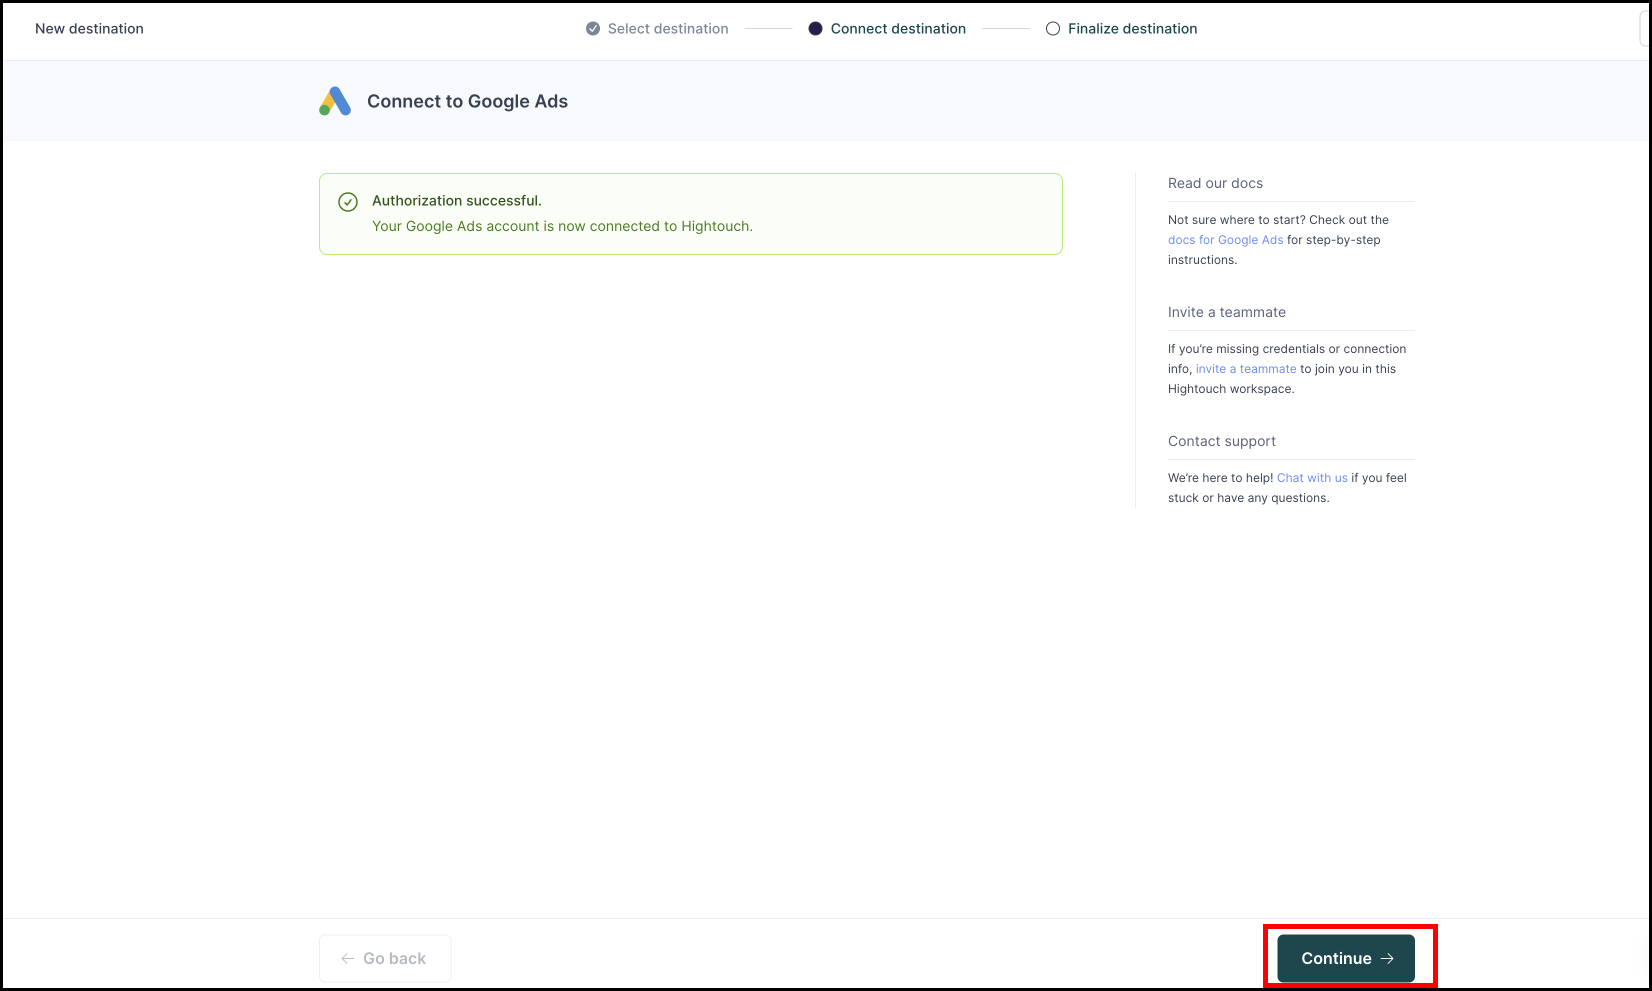 New destination
Select destination
Connect destination
Finalize destination
Connect to Google Ads
Authorization successful.
Your Google Ads account is now connected to Hightouch.
Read our docs
Not sure where to start? Check out the
docs for Google Ads for step-by-step
instructions.
Invite a teammate
If you’re missing credentials or connection
info, invite a teammate to join you in this
Hightouch workspace.
Contact support
We’re here to help! Chat with us if you feel
stuck or have any questions.
← Go back
Continue →